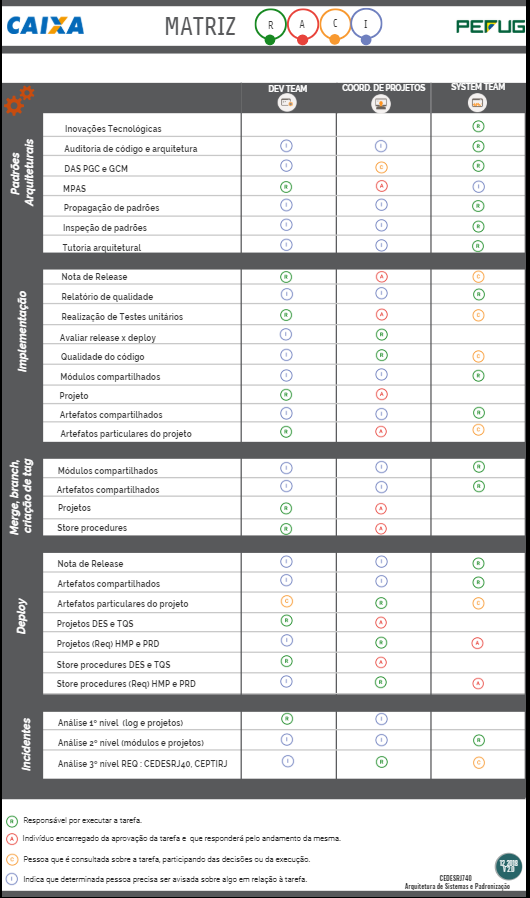 CAIXA MATRIZ R A C I PEFUG
DEV TEAM COORD. DE PROJETOS SYSTEM TEAM
Padrões Arquiteturais
Inovações Tecnológicas R
Auditoria de código e arquitetura I I R
DAS PGC e GCM I C R
MPAS R A I
Propagação de padrões I I R
Inspeção de padrões I I R
Tutoria arquitetural I I R
Implementação
Nota de Release R A C
Relatório de qualidade I I R
Realização de Testes unitários R A C
Avaliar release x deploy I R
Qualidade do código I R C
Módulos compartilhados I I R
Projeto R A
Artefatos compartilhados I I R
Artefatos particulares do projeto R A C
Merge, branch, criação de tag
Módulos compartilhados I I R
Artefatos compartilhados I I R
Projetos R A
Store procedures R A
Deploy
Nota de Release I I R
Artefatos compartilhados I I R
Artefatos particulares do projeto C R C
Projetos DES e TQS R A
Projetos (Req) HMP e PRD I R A
Store procedures DES e TQS R A
Store procedures (Req) HMP e PRD I R A
Incidentes
Análise 1º nível (log e projetos) R I
Análise 2º nível (módulos e projetos) I I R
Análise 3º nível REQ : CEDESRJ40, CEPTIRJ I R C
R Responsável por executar a tarefa.
A Indivíduo encarregado da aprovação da tarefa e que responderá pelo andamento da mesma.
C Pessoa que é consultada sobre a tarefa, participando das decisões ou da execução.
I Indica que determinada pessoa precisa ser avisada sobre algo em relação à tarefa.
12.2018
V 2.0
CEDESRJ740
Arquitetura de Sistemas e Padronização